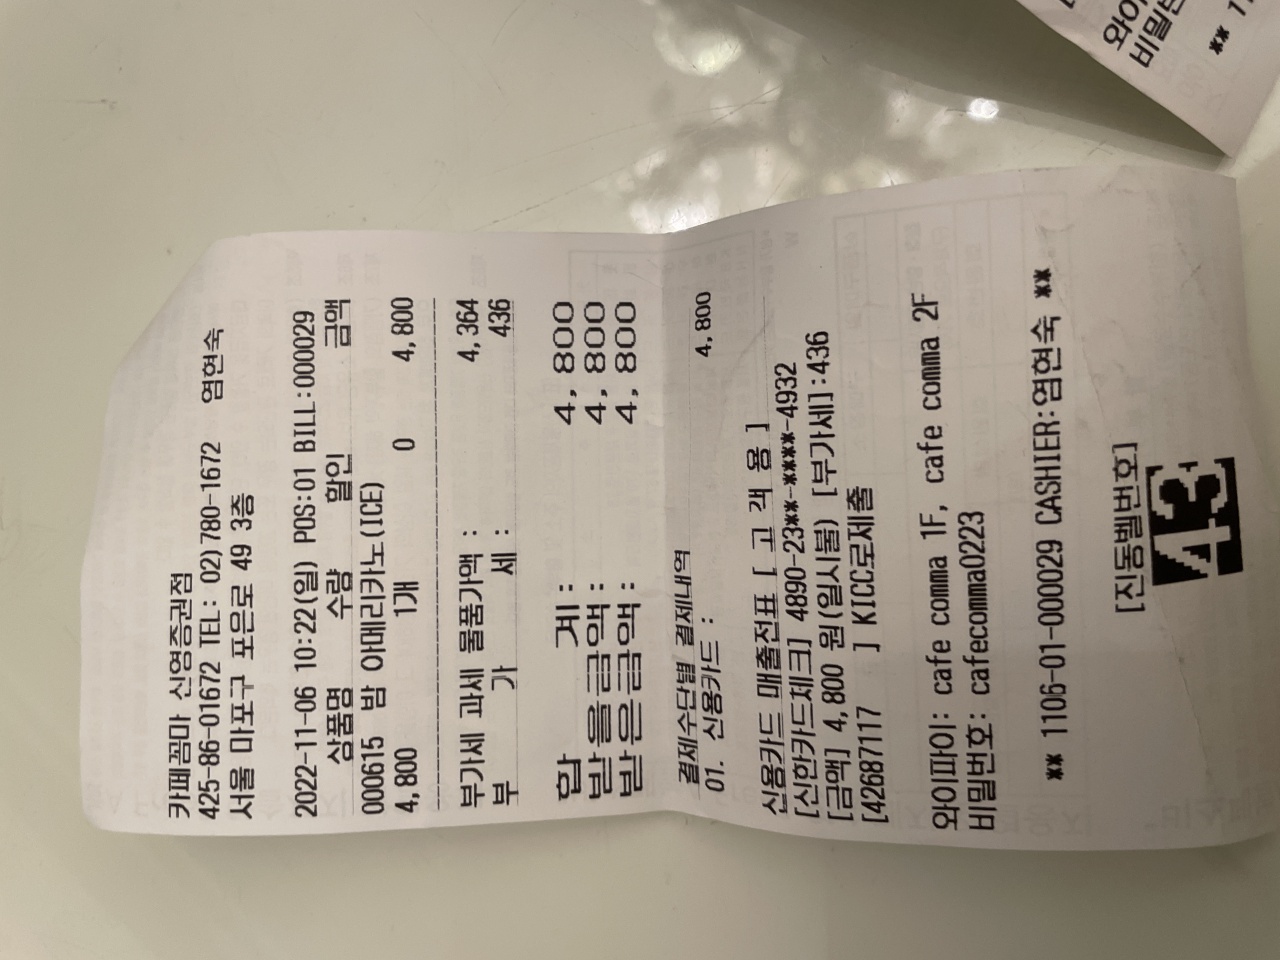 카페꼼마 신영증권점
425-86-01672 TEL: 02)780-1672 염현숙
서울 마포구 포은로 49 3층
2022-11-06 10:22(일) POS:01 BILL:000029
상품명 수량 할인 금액
000615 밤 아메리카노(ICE)
4,800 1개 0 4,800
부가세 과세 물품가액 : 4,364
부 가 세 : 436
합 계 : 4,800
받을금액 : 4,800
받은금액 : 4,800
결제수단별 결제내역
01. 신용카드 : 4,800
신용카드 매출전표 [ 고 객 용 ]
[신한카드체크] 4890-23**-****-4932
[금액] 4,800 원(일시불) [부가세]:436
[42687117 ] KICC로제출
와이파이: cafe comma 1F, cafe comma 2F
비밀번호: cafecomma0223
** 1106-01-000029 CASHIER:염현숙 **
[진동벨번호]
43
와이
비밀번
** 1